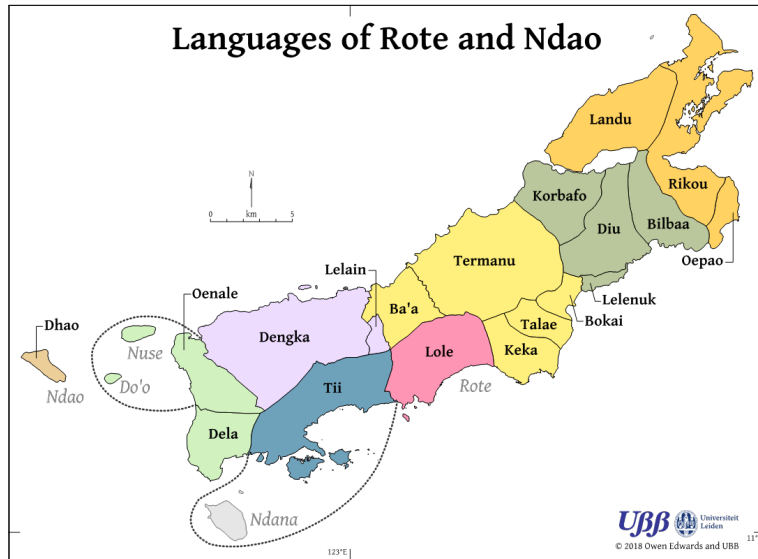 Languages of Rote and Ndao
Landu
N
km
0
5
Korbafo
Rikou
Diu
Bilbaa
Oepao
Termanu
Lelain
Lelenuk
Oenale
Ba'a
Bokai
Talae
Dhao
Nuse
Dengka
Lole
Keka
Do'o
Ndao
Tii
Rote
Dela
Ndana
UBB
Universiteit
Leiden
© 2018 Owen Edwards and UBB
123°E
11°